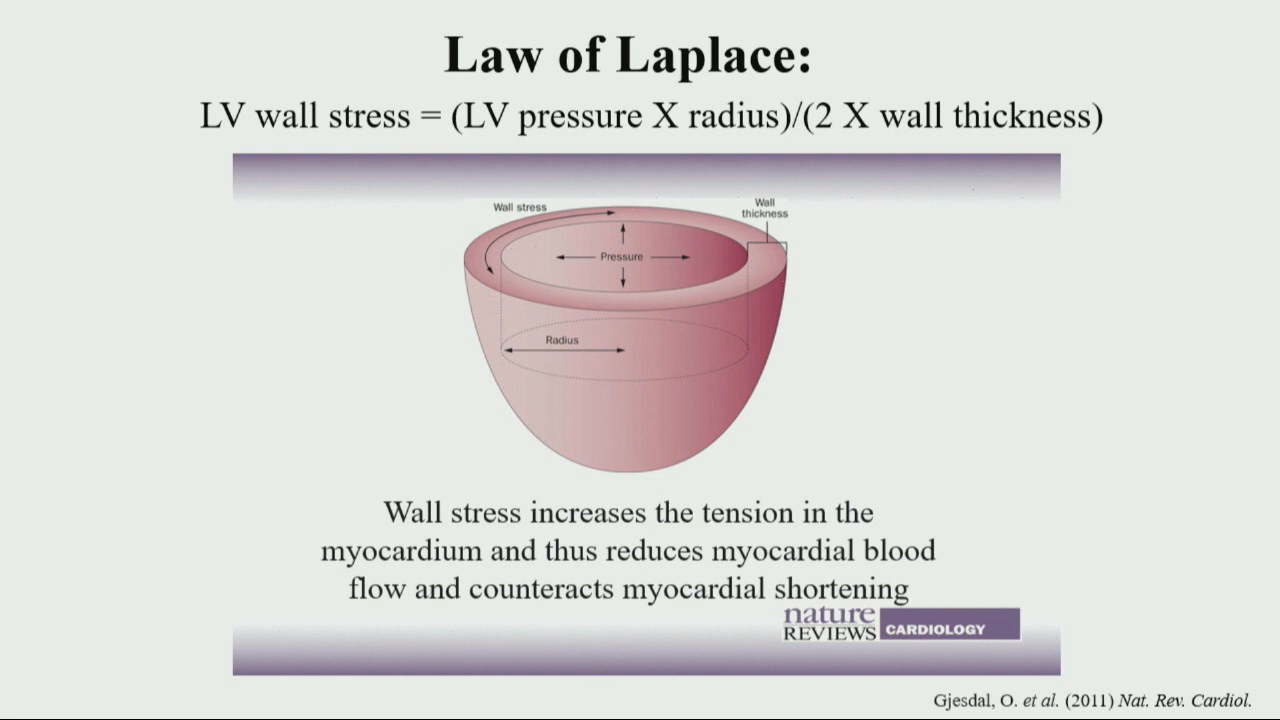 Law of Laplace:
LV wall stress = (LV pressure X radius)/(2 X wall thickness)
Wall stress
Wall
thickness
Pressure
Radius
Wall stress increases the tension in the
myocardium and thus reduces myocardial blood
flow and counteracts myocardial shortening
nature
REVIEWS CARDIOLOGY
Gjesdal, O. et al. (2011) Nat. Rev. Cardiol.